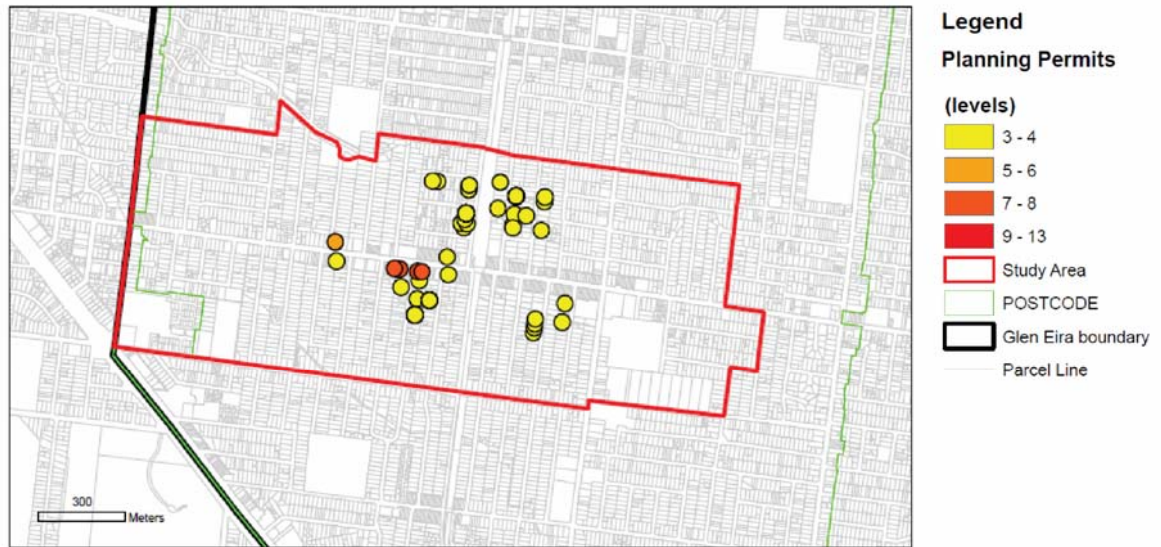 Legend
Planning Permits
(levels)
3 - 4
5 - 6
7 - 8
9 - 13
Study Area
POSTCODE
Glen Eira boundary
Parcel Line
300
Meters